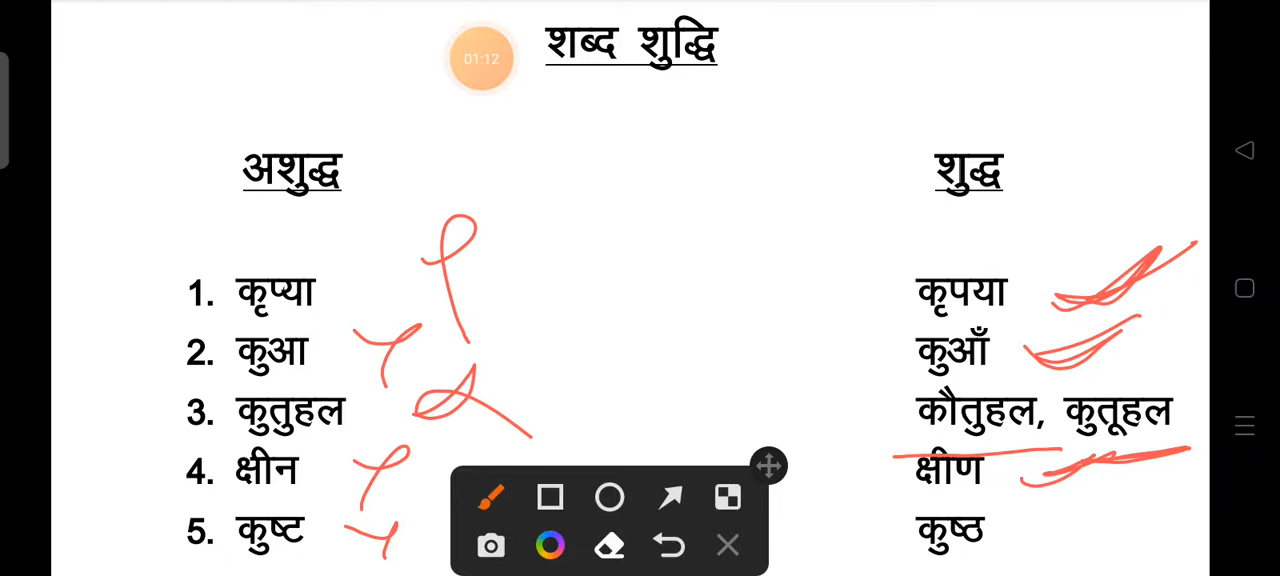 01:12
शब्द शुद्धि
अशुद्ध शुद्ध
1. कृप्या कृपया
2. कुआ कुआँ
3. कुतुहल कौतुहल, कुतूहल
4. क्षीन क्षीण
5. कुष्ट कुष्ठ